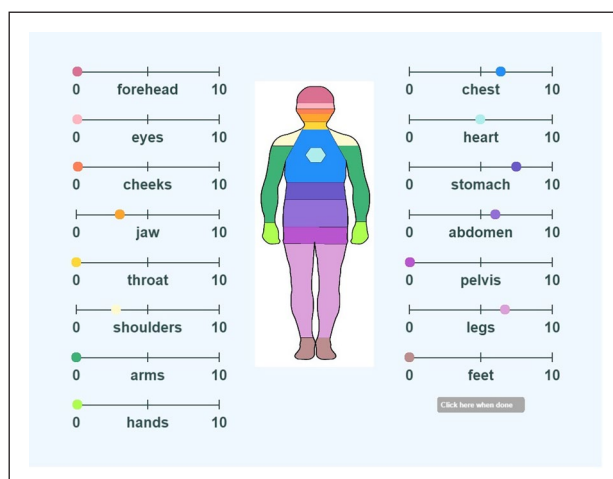 0 forehead 10
0 eyes 10
0 cheeks 10
0 jaw 10
0 throat 10
0 shoulders 10
0 arms 10
0 hands 10
0 chest 10
0 heart 10
0 stomach 10
0 abdomen 10
0 pelvis 10
0 legs 10
0 feet 10
Click here when done